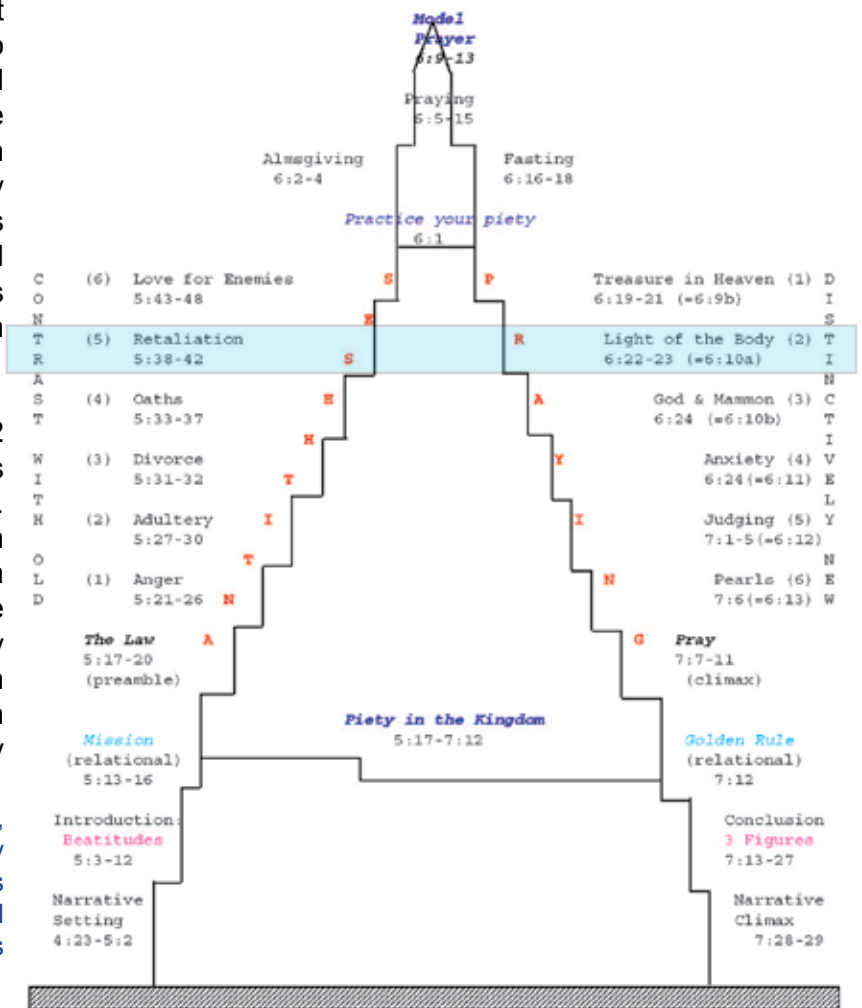 Model
Prayer
6:9-13
Praying
6:5-15
Almsgiving
6:2-4
Fasting
6:16-18
Practice your piety
6:1
CONTRAST WITH OLD
(6) Love for Enemies
5:43-48
(5) Retaliation
5:38-42
(4) Oaths
5:33-37
(3) Divorce
5:31-32
(2) Adultery
5:27-30
(1) Anger
5:21-26
ANTITHESES
PRAYING
Treasure in Heaven (1)
6:19-21 (=6:9b)
Light of the Body (2)
6:22-23 (=6:10a)
God & Mammon (3)
6:24 (=6:10b)
Anxiety (4)
6:24(=6:11)
Judging (5)
7:1-5(=6:12)
Pearls (6)
7:6(=6:13)
DISTINCTIVELY NEW
The Law
5:17-20
(preamble)
Pray
7:7-11
(climax)
Piety in the Kingdom
5:17-7:12
Mission
(relational)
5:13-16
Golden Rule
(relational)
7:12
Introduction:
Beatitudes
5:3-12
Conclusion
3 Figures
7:13-27
Narrative
Setting
4:23-5:2
Narrative
Climax
7:28-29